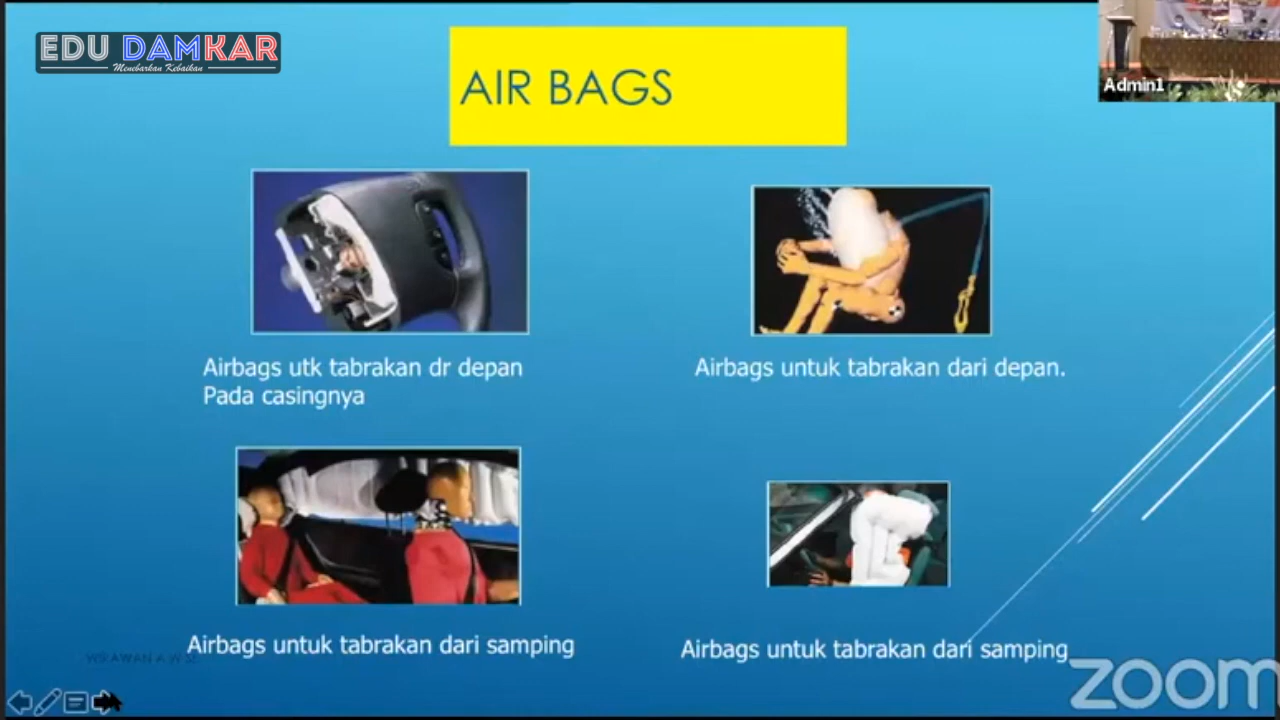 EDU DAMKAR
Menebarkan Kebaikan
AIR BAGS
Admin1
Airbags utk tabrakan dr depan
Pada casingnya
Airbags untuk tabrakan dari depan.
Airbags untuk tabrakan dari samping
Airbags untuk tabrakan dari samping
zoom